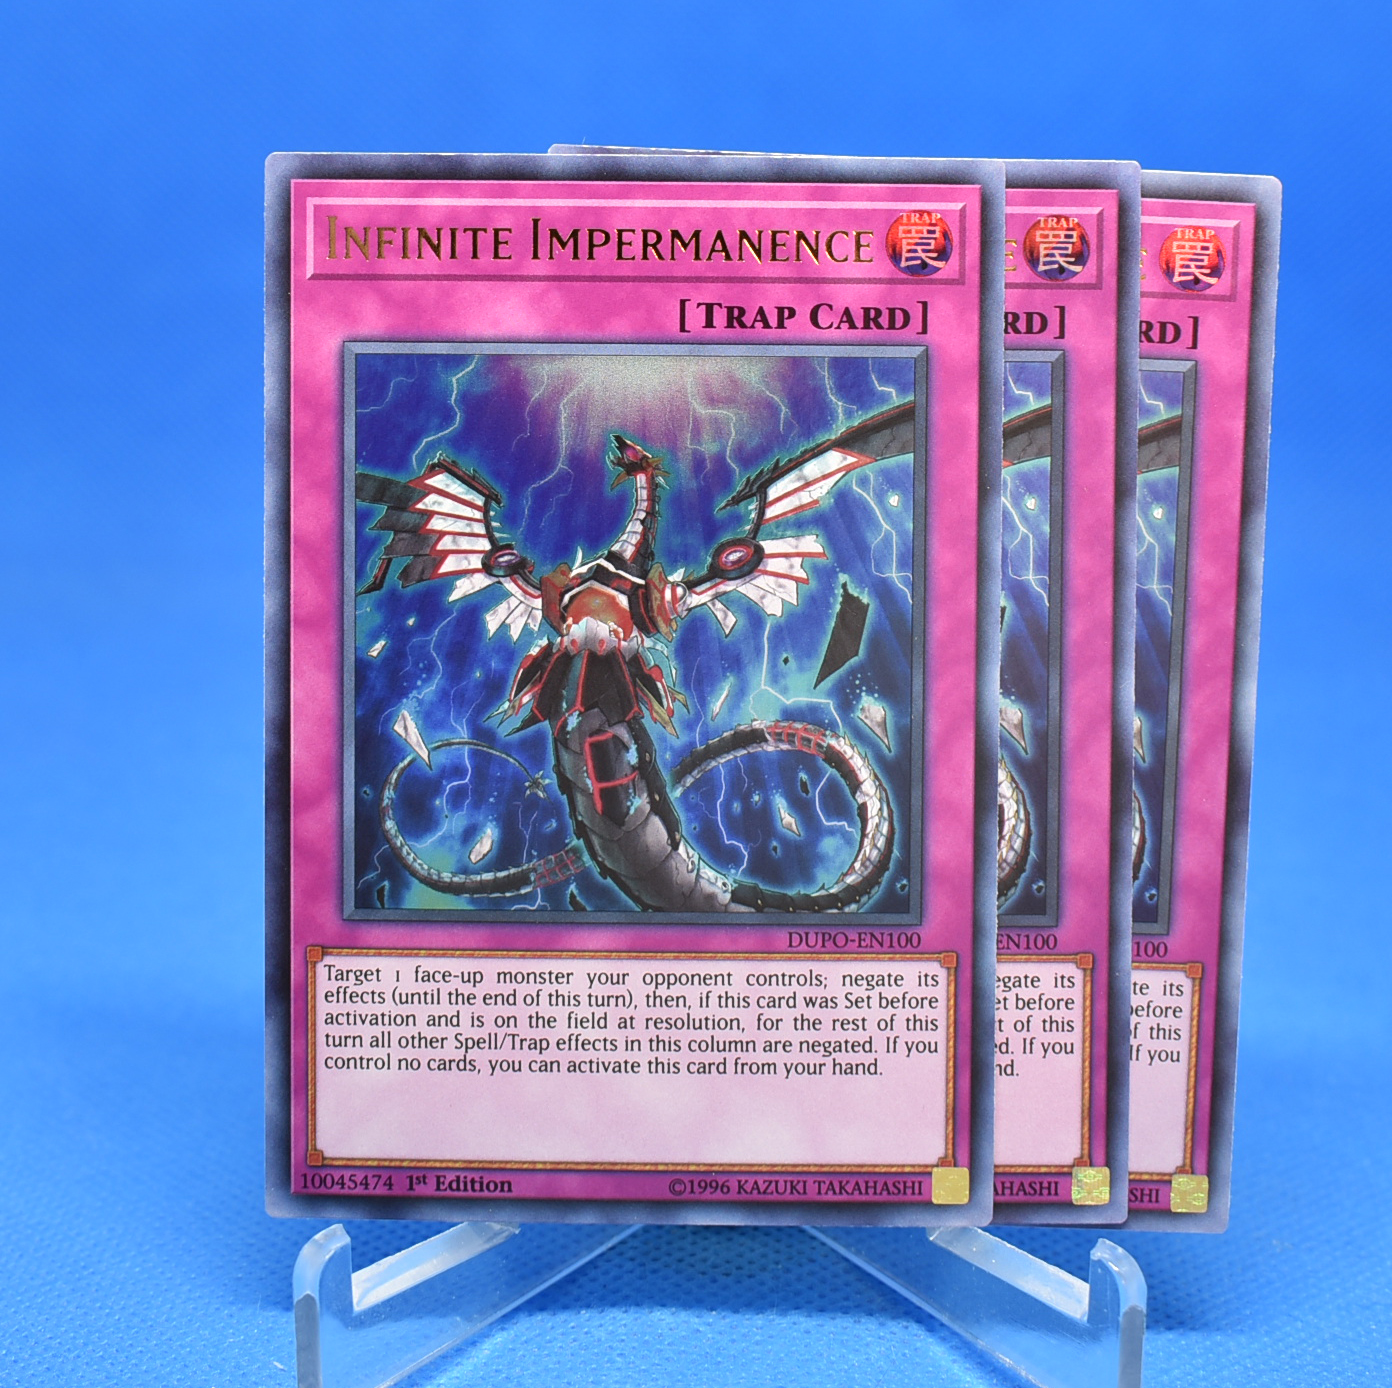 INFINITE IMPERMANENCE
TRAP
罠
[TRAP CARD]
DUPO-EN100
Target 1 face-up monster your opponent controls; negate its
effects (until the end of this turn), then, if this card was Set before
activation and is on the field at resolution, for the rest of this
turn all other Spell/Trap effects in this column are negated. If you
control no cards, you can activate this card from your hand.
10045474 1st Edition
©1996 KAZUKI TAKAHASHI
E
TRAP
罠
RD]
EN100
egate its
et before
t of this
ed. If you
nd.
AHASHI
E
TRAP
罠
RD]
100
te its
before
f this
If you
SHI